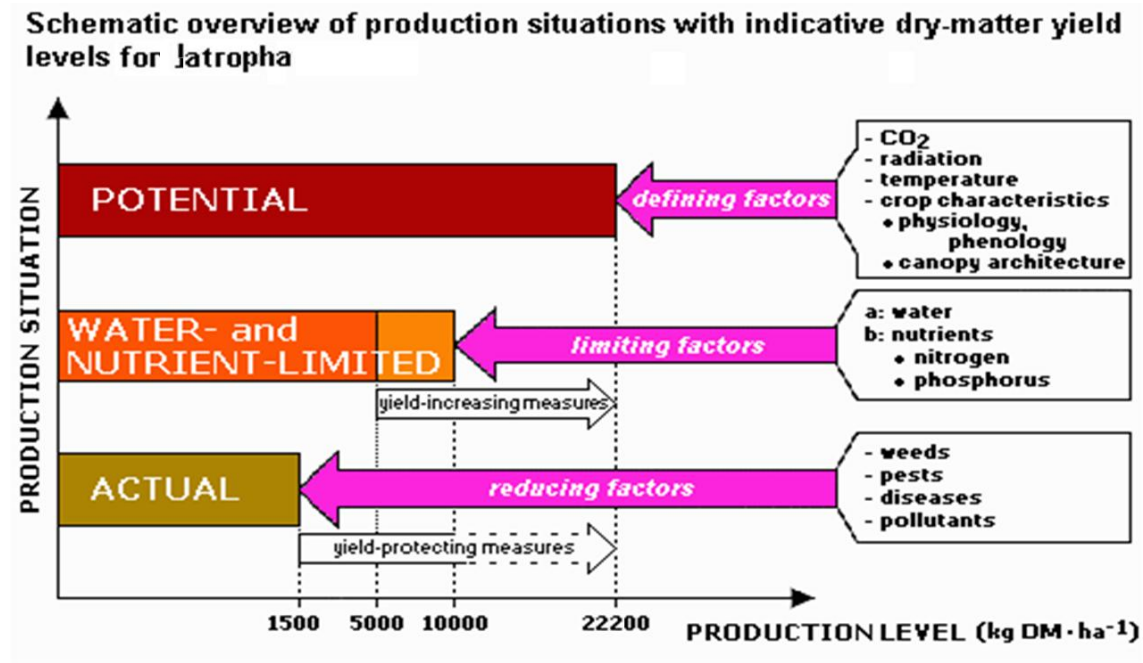 Schematic overview of production situations with indicative dry-matter yield
levels for Jatropha
PRODUCTION SITUATION
POTENTIAL
defining factors
- CO₂
- radiation
- temperature
- crop characteristics
• physiology,
phenology
• canopy architecture
WATER- and
NUTRIENT-LIMITED
limiting factors
a: water
b: nutrients
• nitrogen
• phosphorus
yield-increasing measures
ACTUAL
reducing factors
- weeds
- pests
- diseases
- pollutants
yield-protecting measures
1500 5000 10000 22200
PRODUCTION LEVEL (kg DM·ha⁻¹)